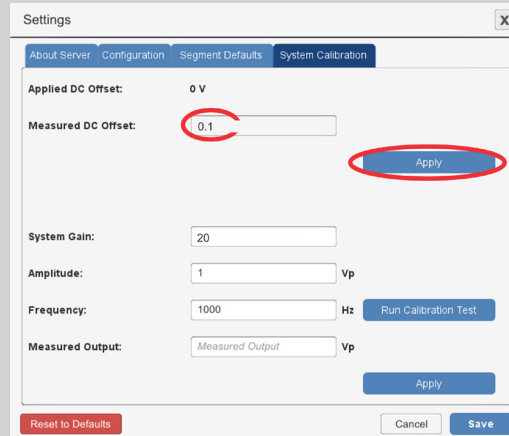 Settings
X
About Server Configuration Segment Defaults System Calibration
Applied DC Offset: 0 V
Measured DC Offset: 0.1
Apply
System Gain: 20
Amplitude: 1 Vp
Frequency: 1000 Hz Run Calibration Test
Measured Output: Measured Output Vp
Apply
Reset to Defaults Cancel Save